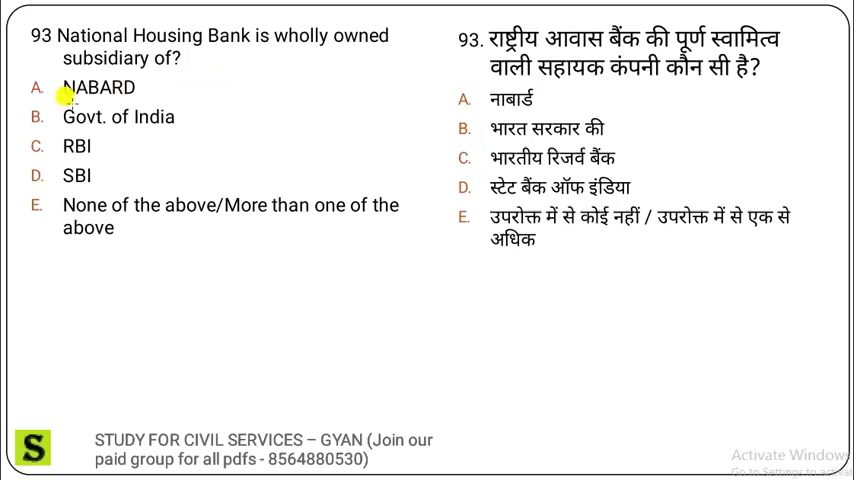 93 National Housing Bank is wholly owned
subsidiary of?
A. NABARD
B. Govt. of India
C. RBI
D. SBI
E. None of the above/More than one of the
above
93. राष्ट्रीय आवास बैंक की पूर्ण स्वामित्व
वाली सहायक कंपनी कौन सी है?
A. नाबार्ड
B. भारत सरकार की
C. भारतीय रिजर्व बैंक
D. स्टेट बैंक ऑफ इंडिया
E. उपरोक्त में से कोई नहीं / उपरोक्त में से एक से
अधिक
S
STUDY FOR CIVIL SERVICES – GYAN (Join our
paid group for all pdfs - 8564880530)
Activate Windows
Go to Settings to activat